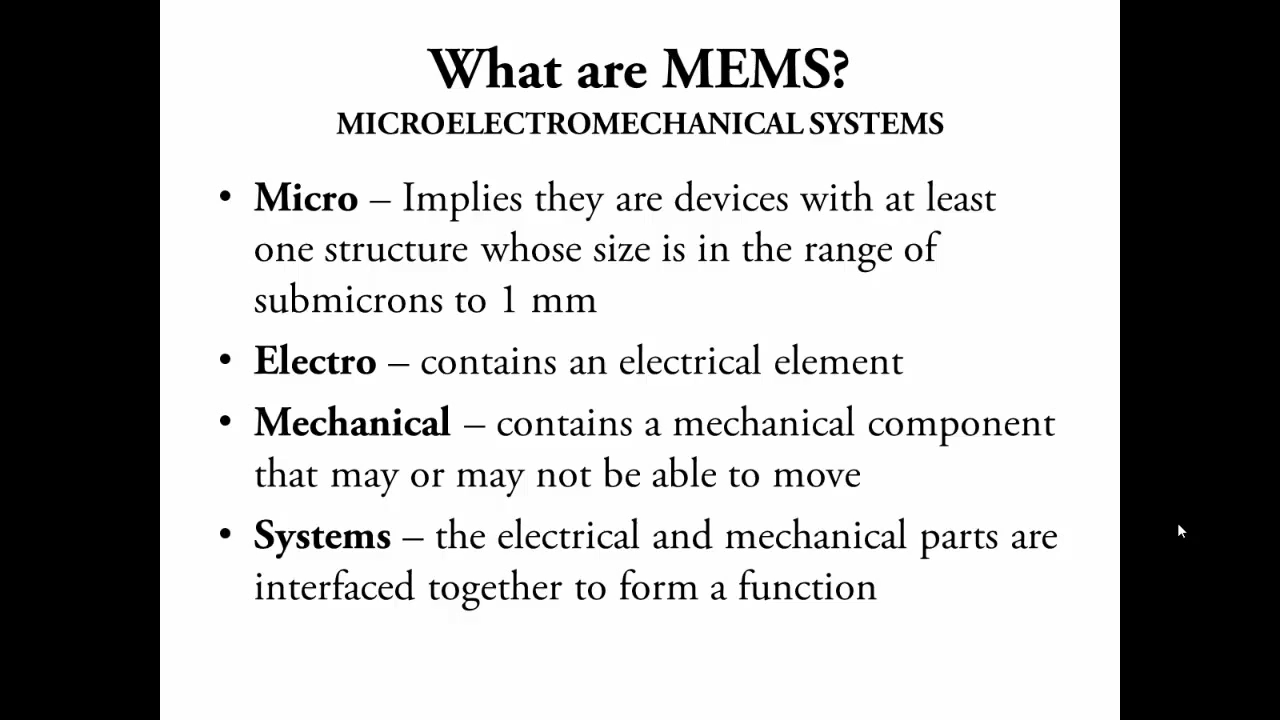 What are MEMS?
MICROELECTROMECHANICAL SYSTEMS
• Micro – Implies they are devices with at least
one structure whose size is in the range of
submicrons to 1 mm
• Electro – contains an electrical element
• Mechanical – contains a mechanical component
that may or may not be able to move
• Systems – the electrical and mechanical parts are
interfaced together to form a function